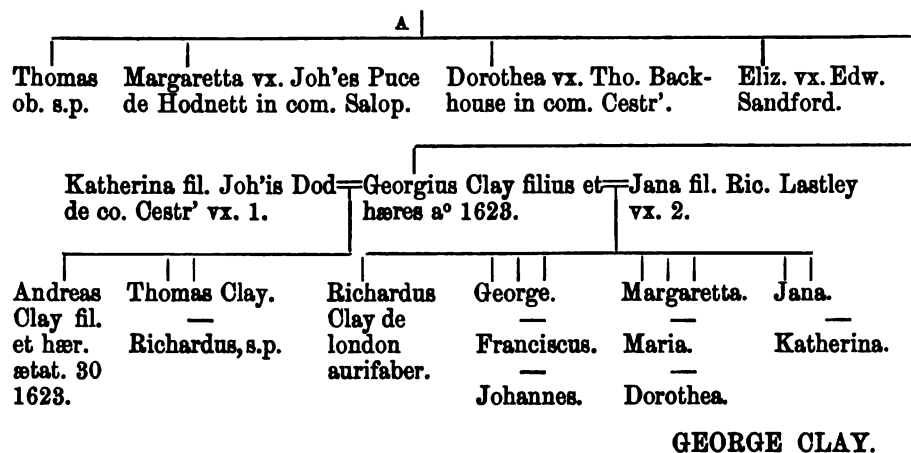 A
Thomas
ob. s.p.
Margaretta vx. Joh'es Puce
de Hodnett in com. Salop.
Dorothea vx. Tho. Back-
house in com. Cestr'.
Eliz. vx. Edw.
Sandford.
Katherina fil. Joh'is Dod
de co. Cestr' vx. 1.
Georgius Clay filius et
hæres aº 1623.
Jana fil. Ric. Lastley
vx. 2.
Andreas
Clay fil.
et hær.
ætat. 30
1623.
Thomas Clay.
Richardus, s.p.
Richardus
Clay de
london
aurifaber.
George.
Franciscus.
Johannes.
Margaretta.
Maria.
Dorothea.
Jana.
Katherina.
GEORGE CLAY.